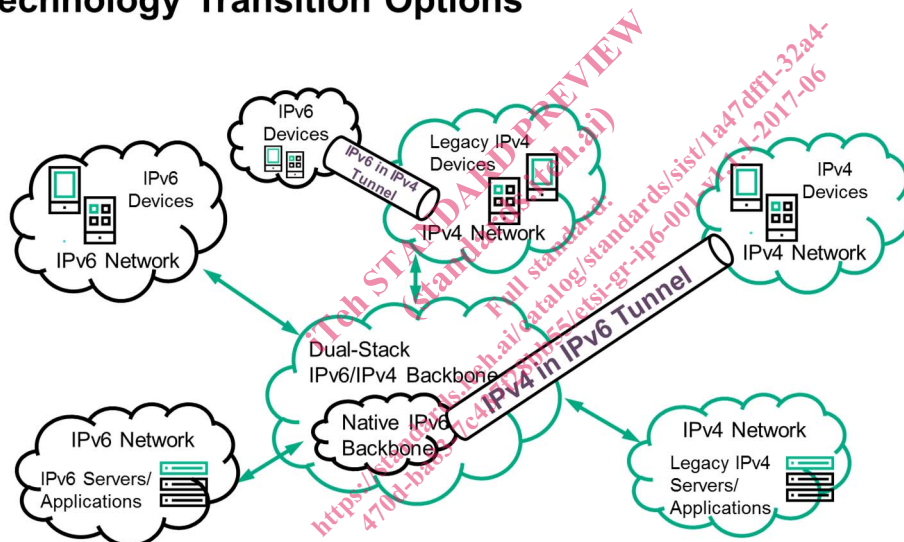 Technology Transition Options
IPv6
Devices
IPv6 in IPv4
Tunnel
Legacy IPv4
Devices
IPv4 Network
IPv6
Devices
IPv6 Network
IPv4
Devices
IPv4 Network
Dual-Stack
IPv6/IPv4 Backbone
Native IPv6
Backbone
IPv4 in IPv6 Tunnel
IPv6 Network
IPv6 Servers/
Applications
IPv4 Network
Legacy IPv4
Servers/
Applications
iTeh STANDARD PREVIEW
(standards.iteh.ai)
Full standard: